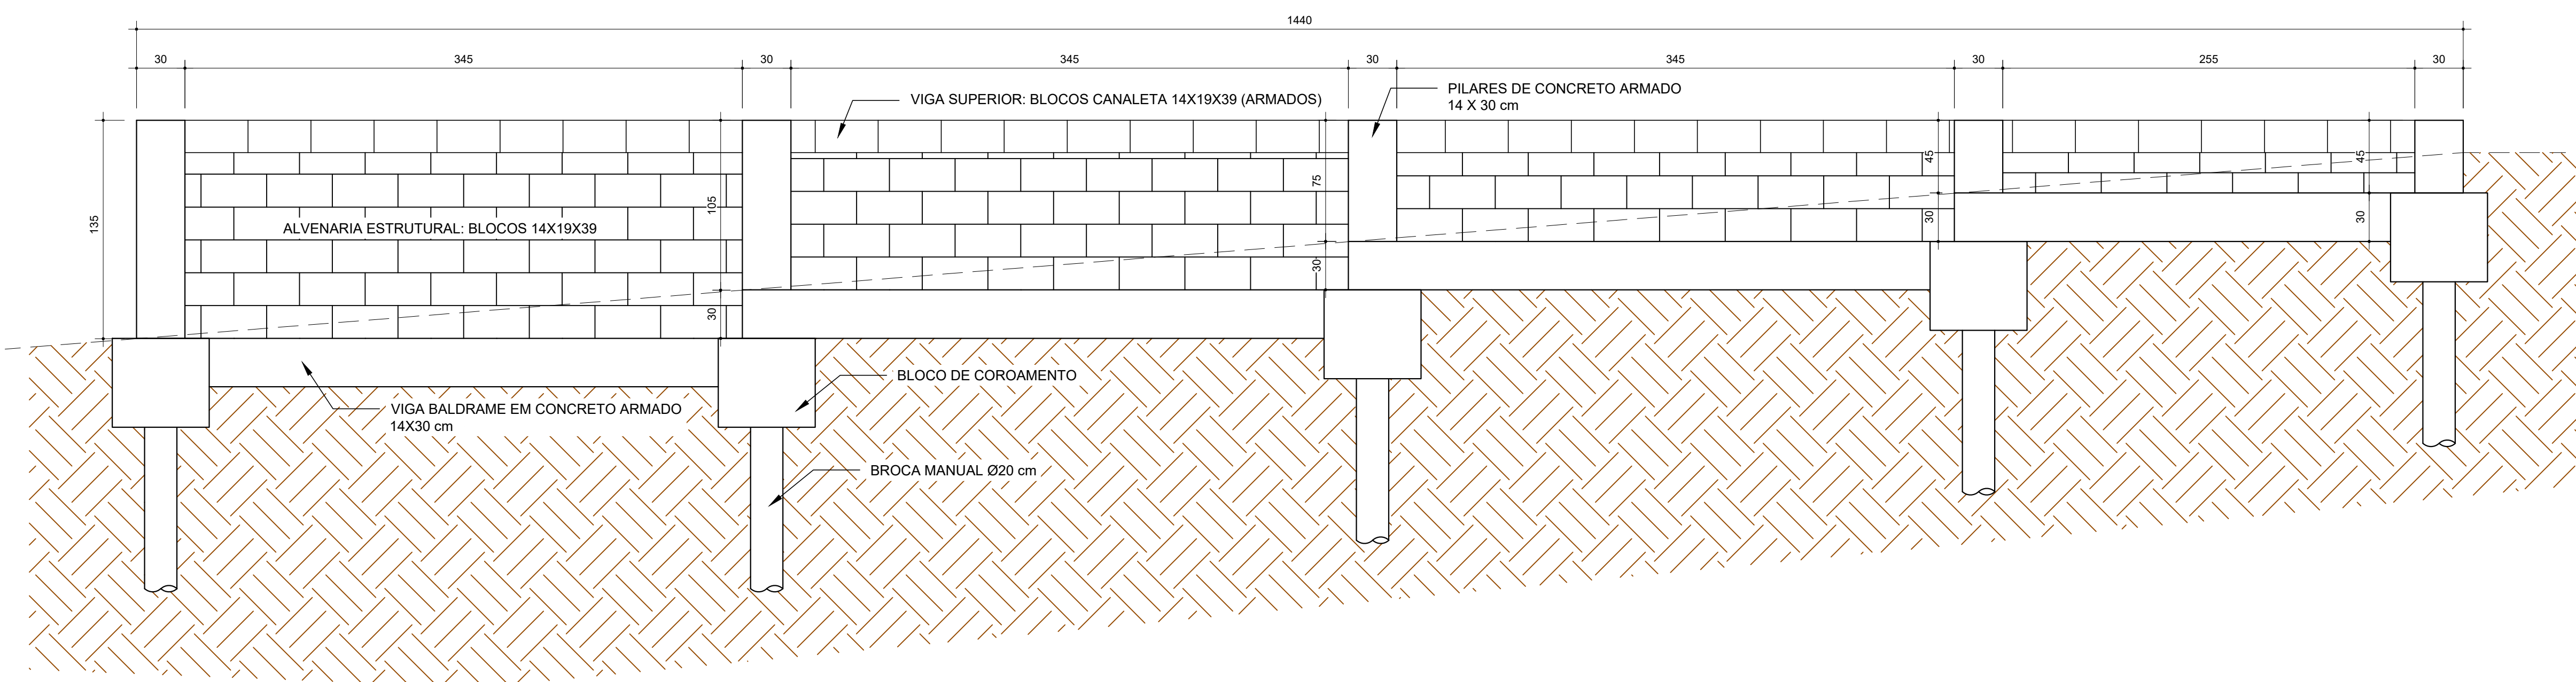 1440
30
345
30
345
30
345
30
255
30
VIGA SUPERIOR: BLOCOS CANALETA 14X19X39 (ARMADOS)
PILARES DE CONCRETO ARMADO
14 X 30 cm
135
105
30
75
30
45
30
45
30
ALVENARIA ESTRUTURAL: BLOCOS 14X19X39
BLOCO DE COROAMENTO
VIGA BALDRAME EM CONCRETO ARMADO
14X30 cm
BROCA MANUAL Ø20 cm